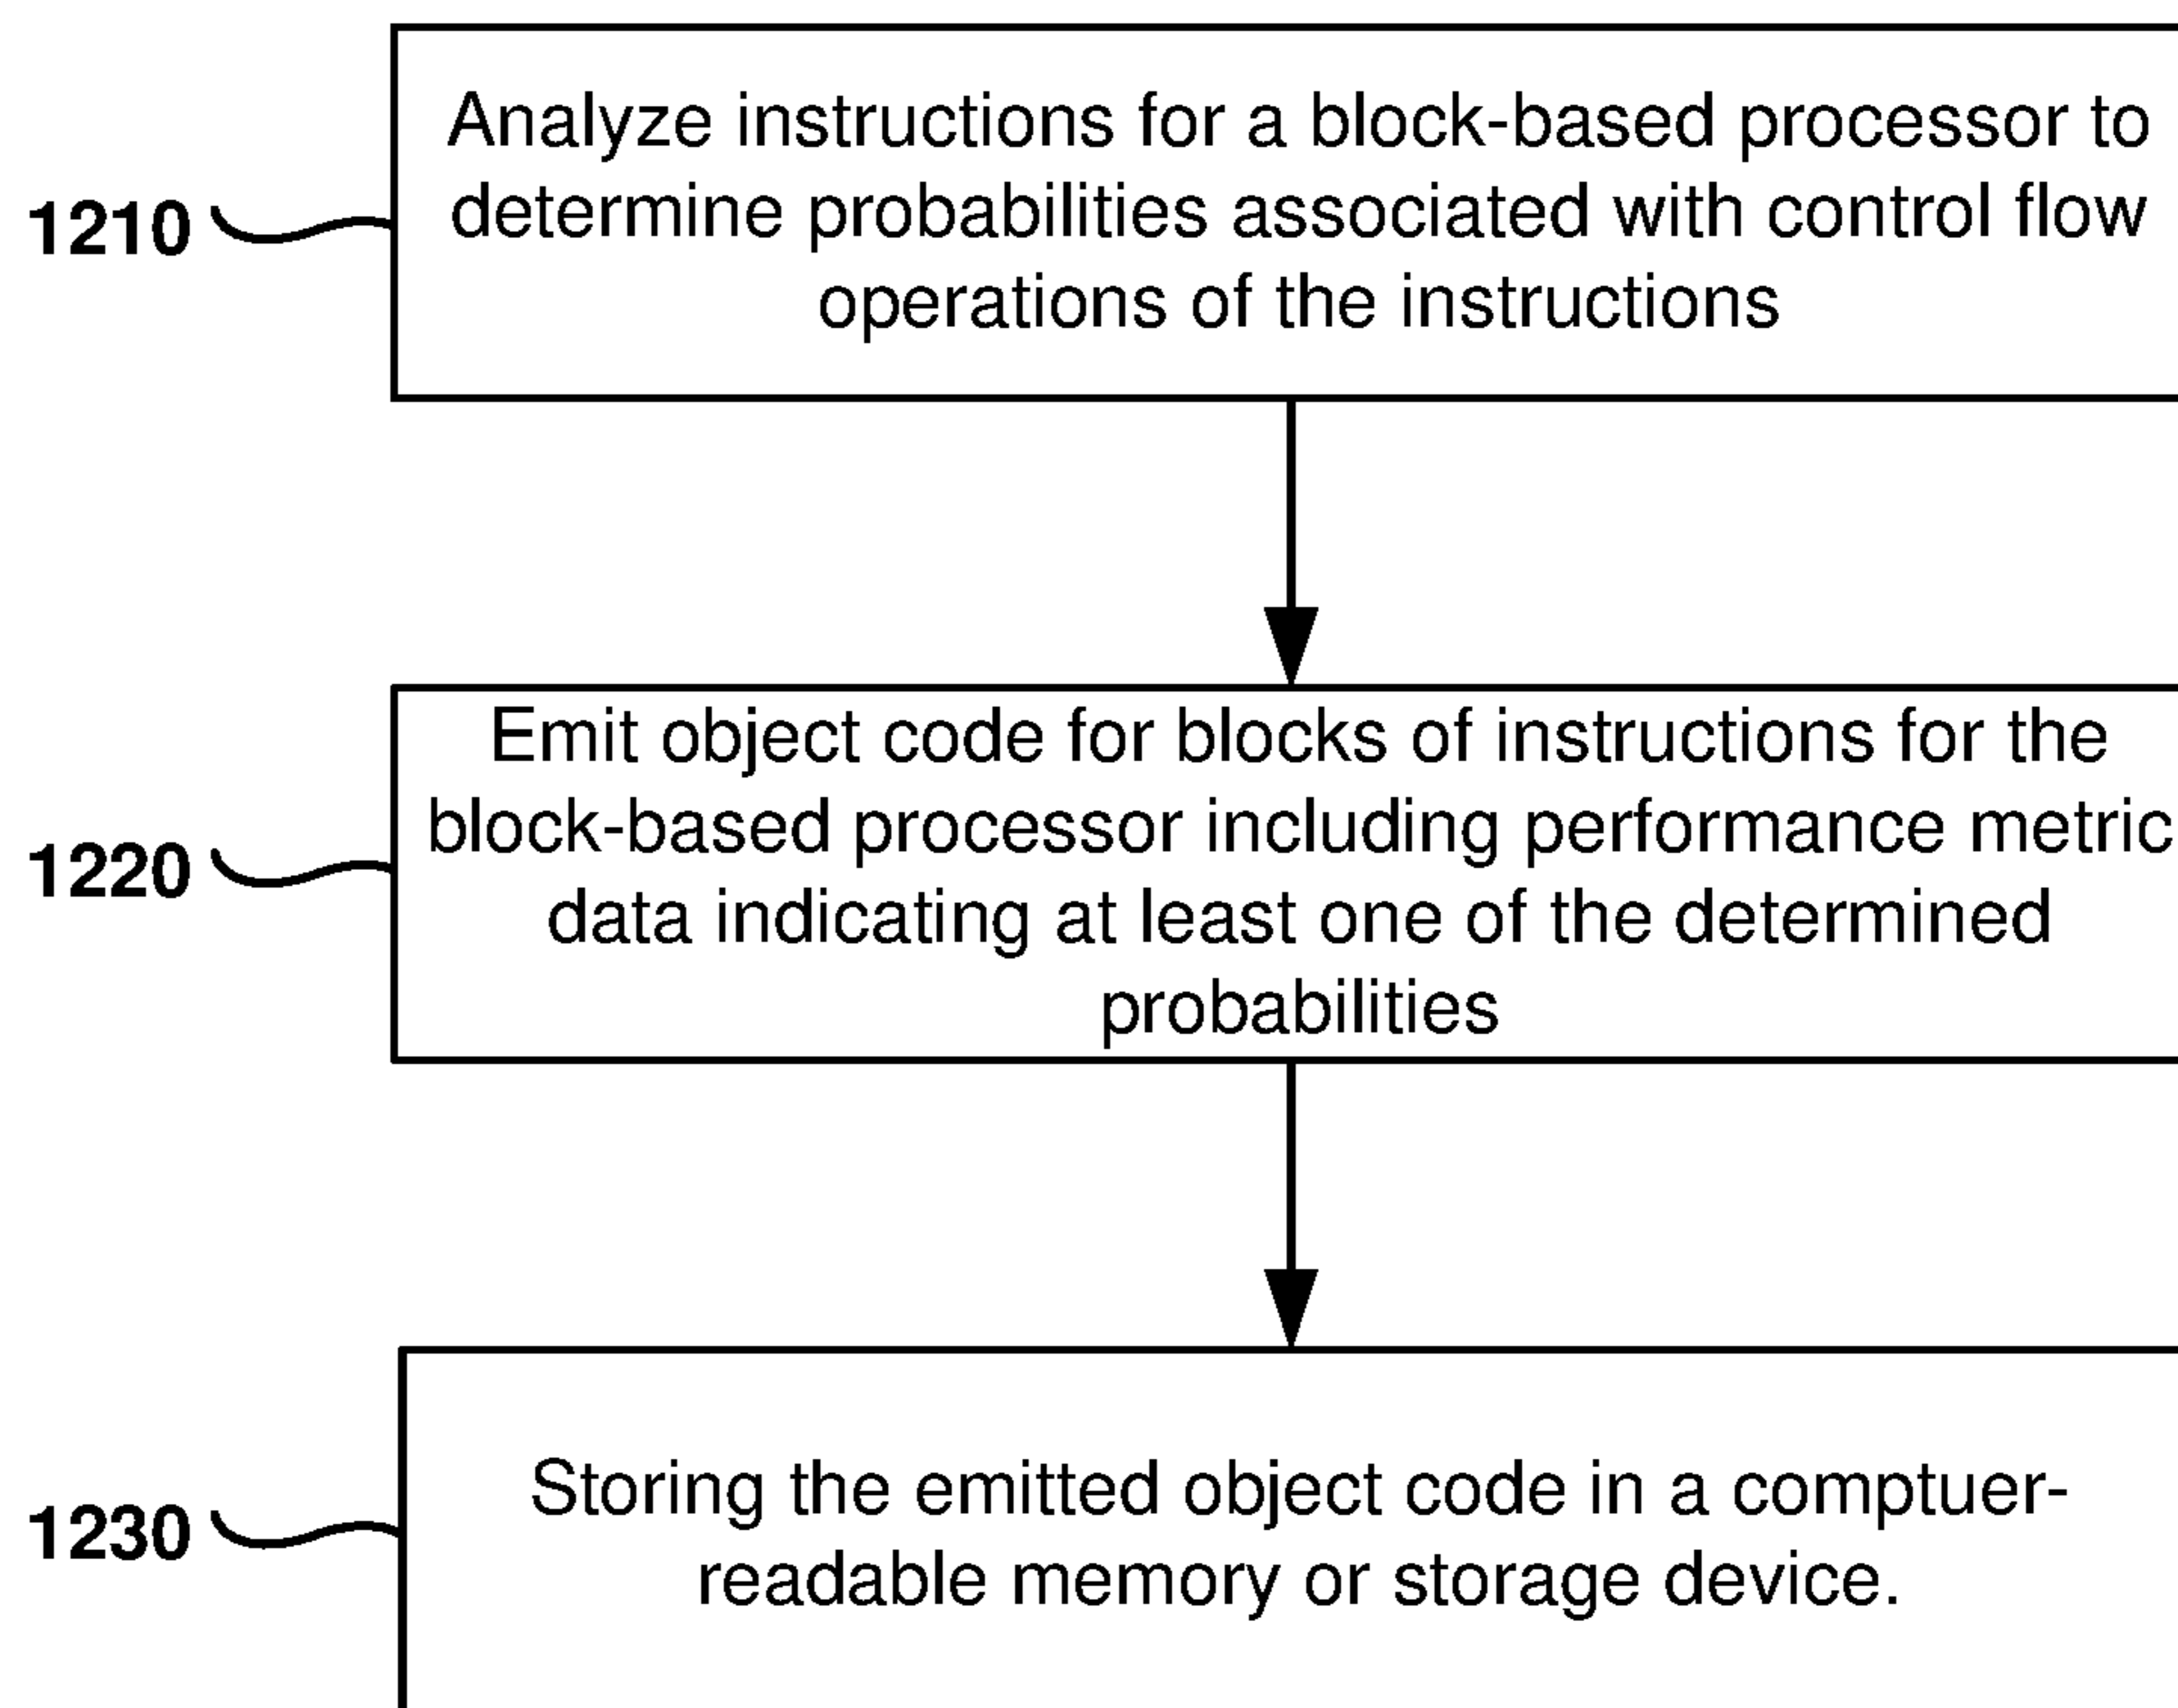 Analyze instructions for a block-based processor to
determine probabilities associated with control flow
operations of the instructions
1210
Emit object code for blocks of instructions for the
block-based processor including performance metric
data indicating at least one of the determined
probabilities
1220
Storing the emitted object code in a comptuer-
readable memory or storage device.
1230